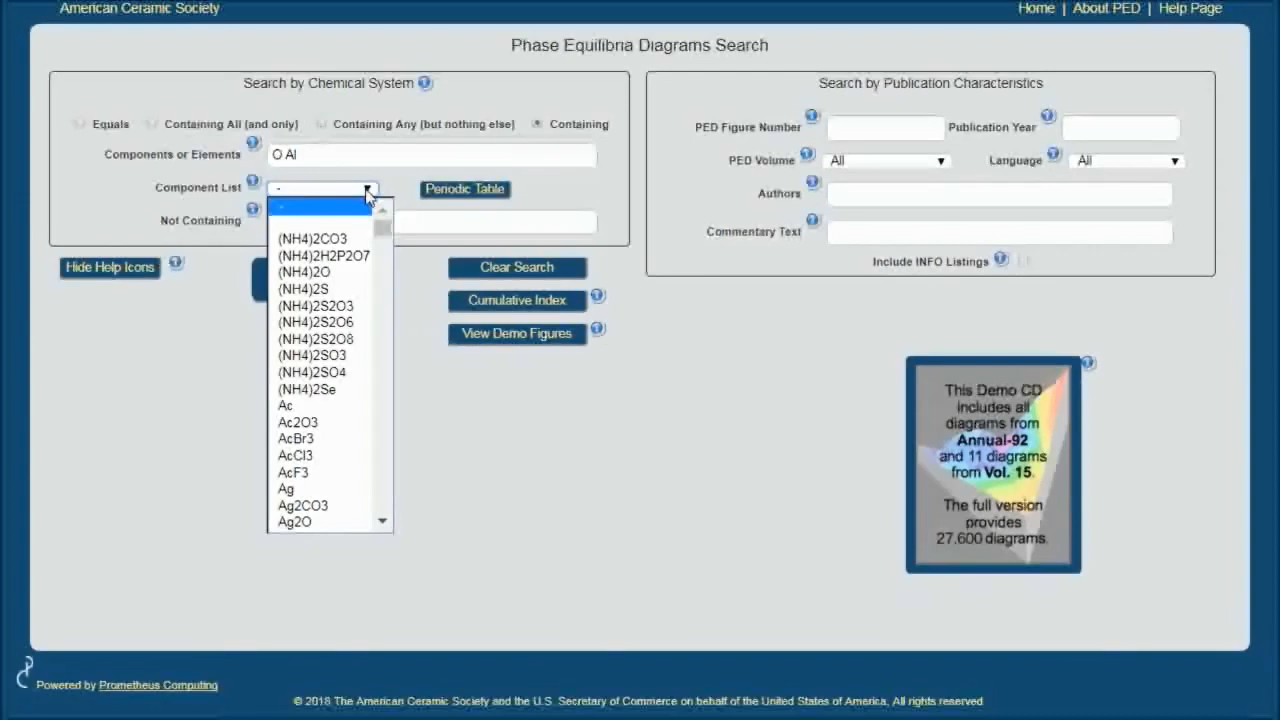 American Ceramic Society
Home | About PED | Help Page
Phase Equilibria Diagrams Search
Search by Chemical System
Equals Containing All (and only) Containing Any (but nothing else) Containing
Components or Elements O Al
Component List - Periodic Table
Not Containing
-
(NH4)2CO3
(NH4)2H2P2O7
(NH4)2O
(NH4)2S
(NH4)2S2O3
(NH4)2S2O6
(NH4)2S2O8
(NH4)2SO3
(NH4)2SO4
(NH4)2Se
Ac
Ac2O3
AcBr3
AcCl3
AcF3
Ag
Ag2CO3
Ag2O
Hide Help Icons
Clear Search
Cumulative Index
View Demo Figures
Search by Publication Characteristics
PED Figure Number Publication Year
PED Volume All Language All
Authors
Commentary Text
Include INFO Listings
This Demo CD
includes all
diagrams from
Annual-92
and 11 diagrams
from Vol. 15.
The full version
provides
27,600 diagrams.
Powered by Prometheus Computing
© 2018 The American Ceramic Society and the U.S. Secretary of Commerce on behalf of the United States of America, All rights reserved